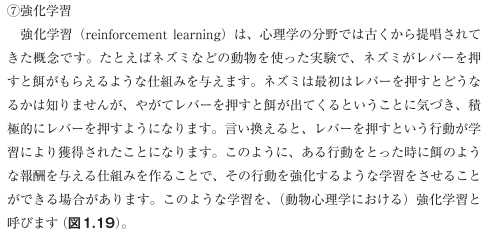 ⑦強化学習
　強化学習（reinforcement learning）は、心理学の分野では古くから提唱されて
きた概念です。たとえばネズミなどの動物を使った実験で、ネズミがレバーを押
すと餌がもらえるような仕組みを与えます。ネズミは最初はレバーを押すとどうな
るかは知りませんが、やがてレバーを押すと餌が出てくるということに気づき、積
極的にレバーを押すようになります。言い換えると、レバーを押すという行動が学
習により獲得されたことになります。このように、ある行動をとった時に餌のよう
な報酬を与える仕組みを作ることで、その行動を強化するような学習をさせること
ができる場合があります。このような学習を、（動物心理学における）強化学習と
呼びます（図1.19）。